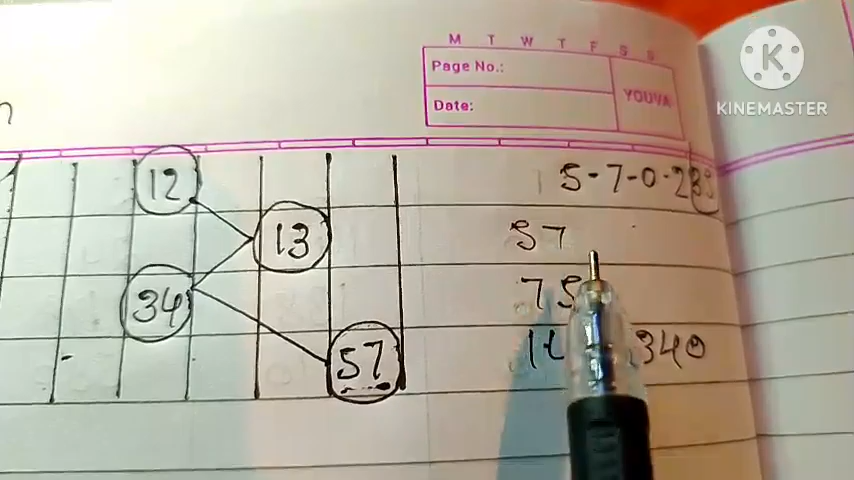 M T W T F S S
Page No.:
YOUVA
Date:
KINEMASTER
12
5-7-0-2
13
57
34
75
340
57